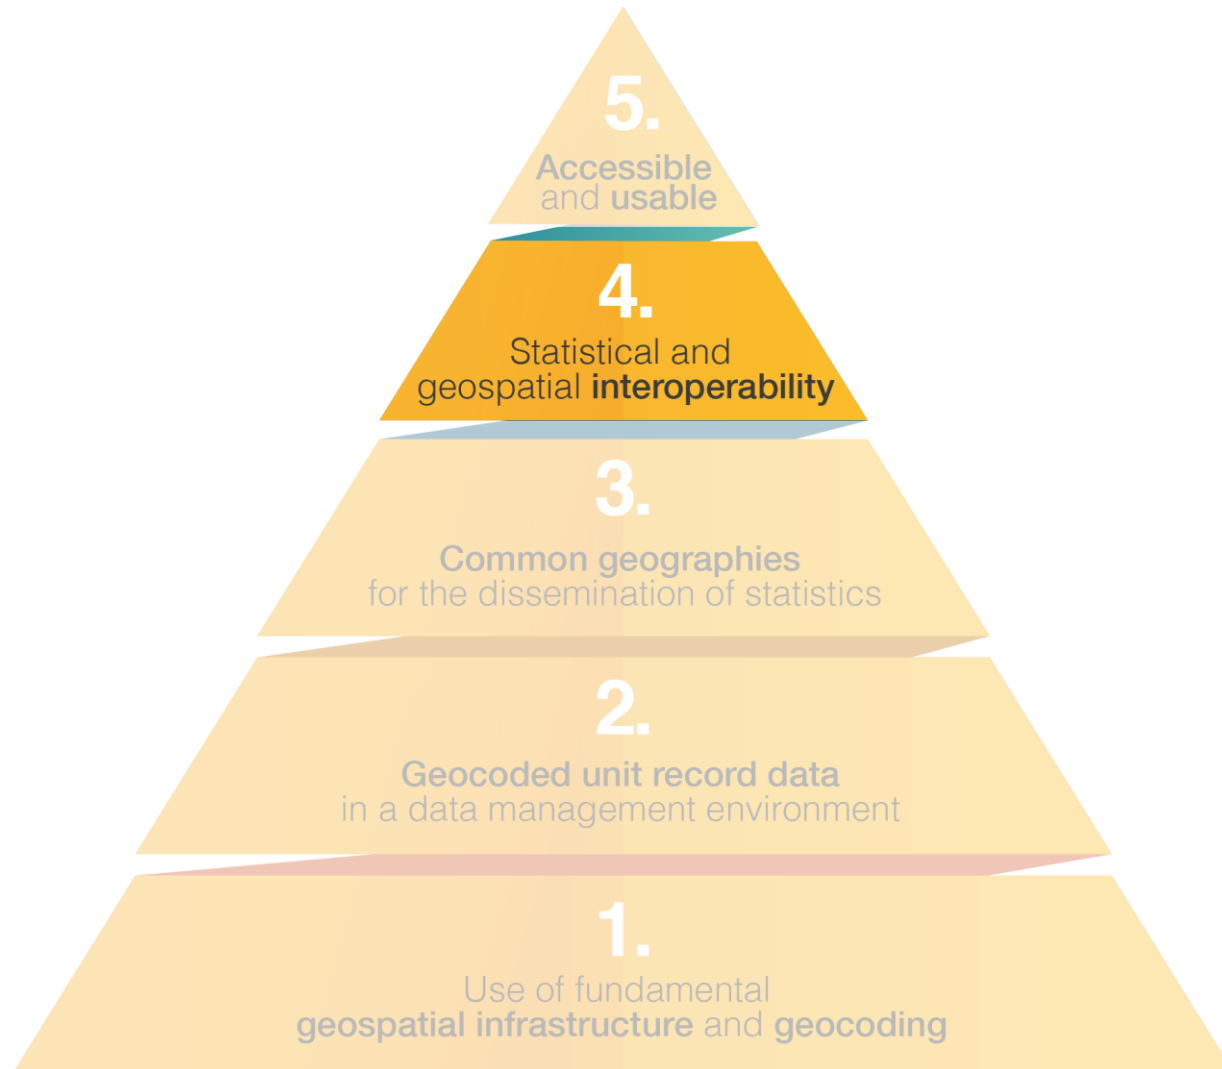 5.
Accessible
and usable
4.
Statistical and
geospatial interoperability
3.
Common geographies
for the dissemination of statistics
2.
Geocoded unit record data
in a data management environment
1.
Use of fundamental
geospatial infrastructure and geocoding